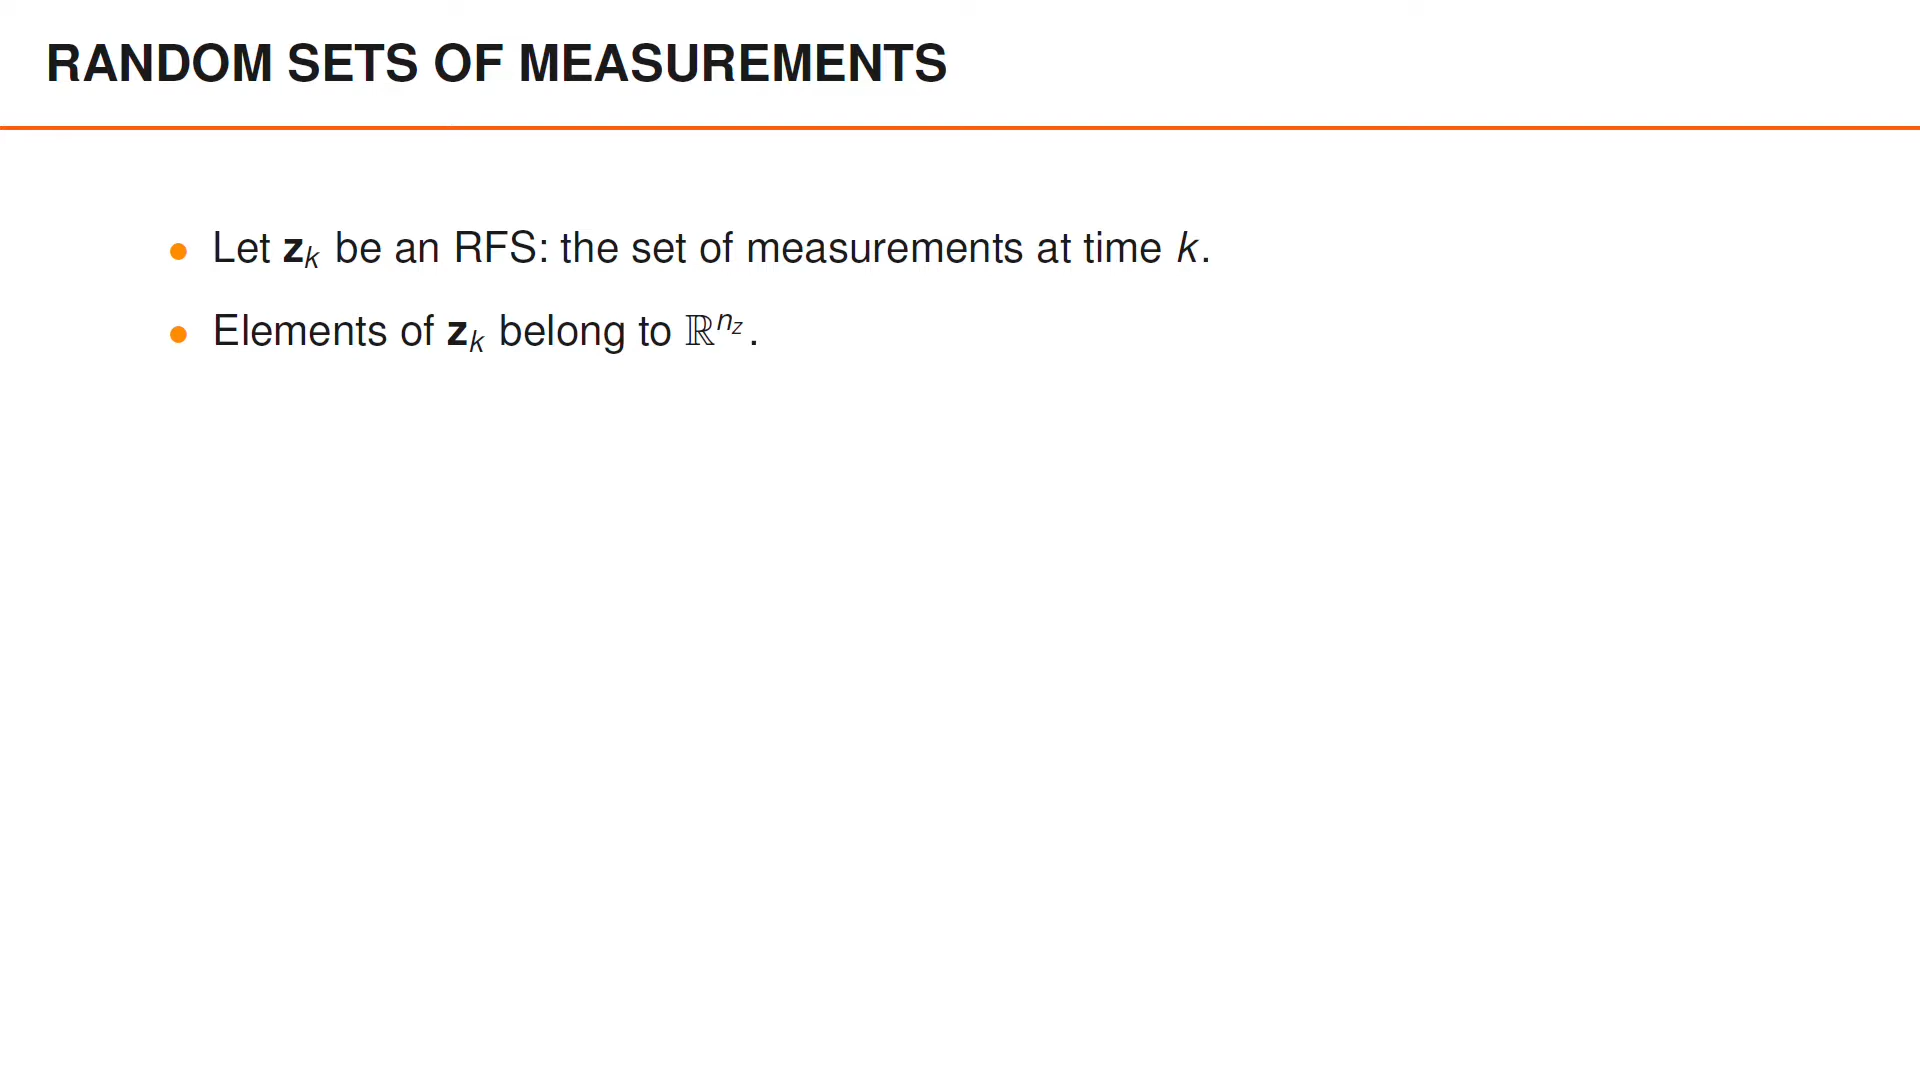 RANDOM SETS OF MEASUREMENTS
• Let 𝐳ₖ be an RFS: the set of measurements at time k.
• Elements of 𝐳ₖ belong to ℝ^{n_z}.